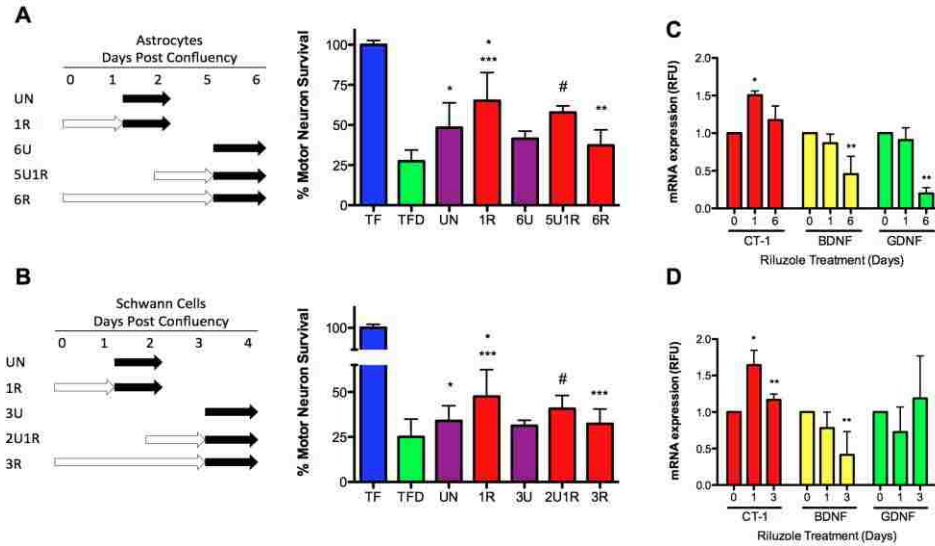 A
Astrocytes
Days Post Confluency
0 1 2 5 6
UN
1R
6U
5U1R
6R
% Motor Neuron Survival
100
75
50
25
0
*
*
***
#
**
TF TFD UN 1R 6U 5U1R 6R
C
mRNA expression (RFU)
2.0
1.5
1.0
0.5
0.0
*
**
**
0 1 6 0 1 6 0 1 6
CT-1 BDNF GDNF
Riluzole Treatment (Days)
B
Schwann Cells
Days Post Confluency
0 1 2 3 4
UN
1R
3U
2U1R
3R
% Motor Neuron Survival
100
50
25
0
*
*
***
#
***
TF TFD UN 1R 3U 2U1R 3R
D
mRNA expression (RFU)
2.0
1.5
1.0
0.5
0.0
*
**
**
0 1 3 0 1 3 0 1 3
CT-1 BDNF GDNF
Riluzole Treatment (Days)